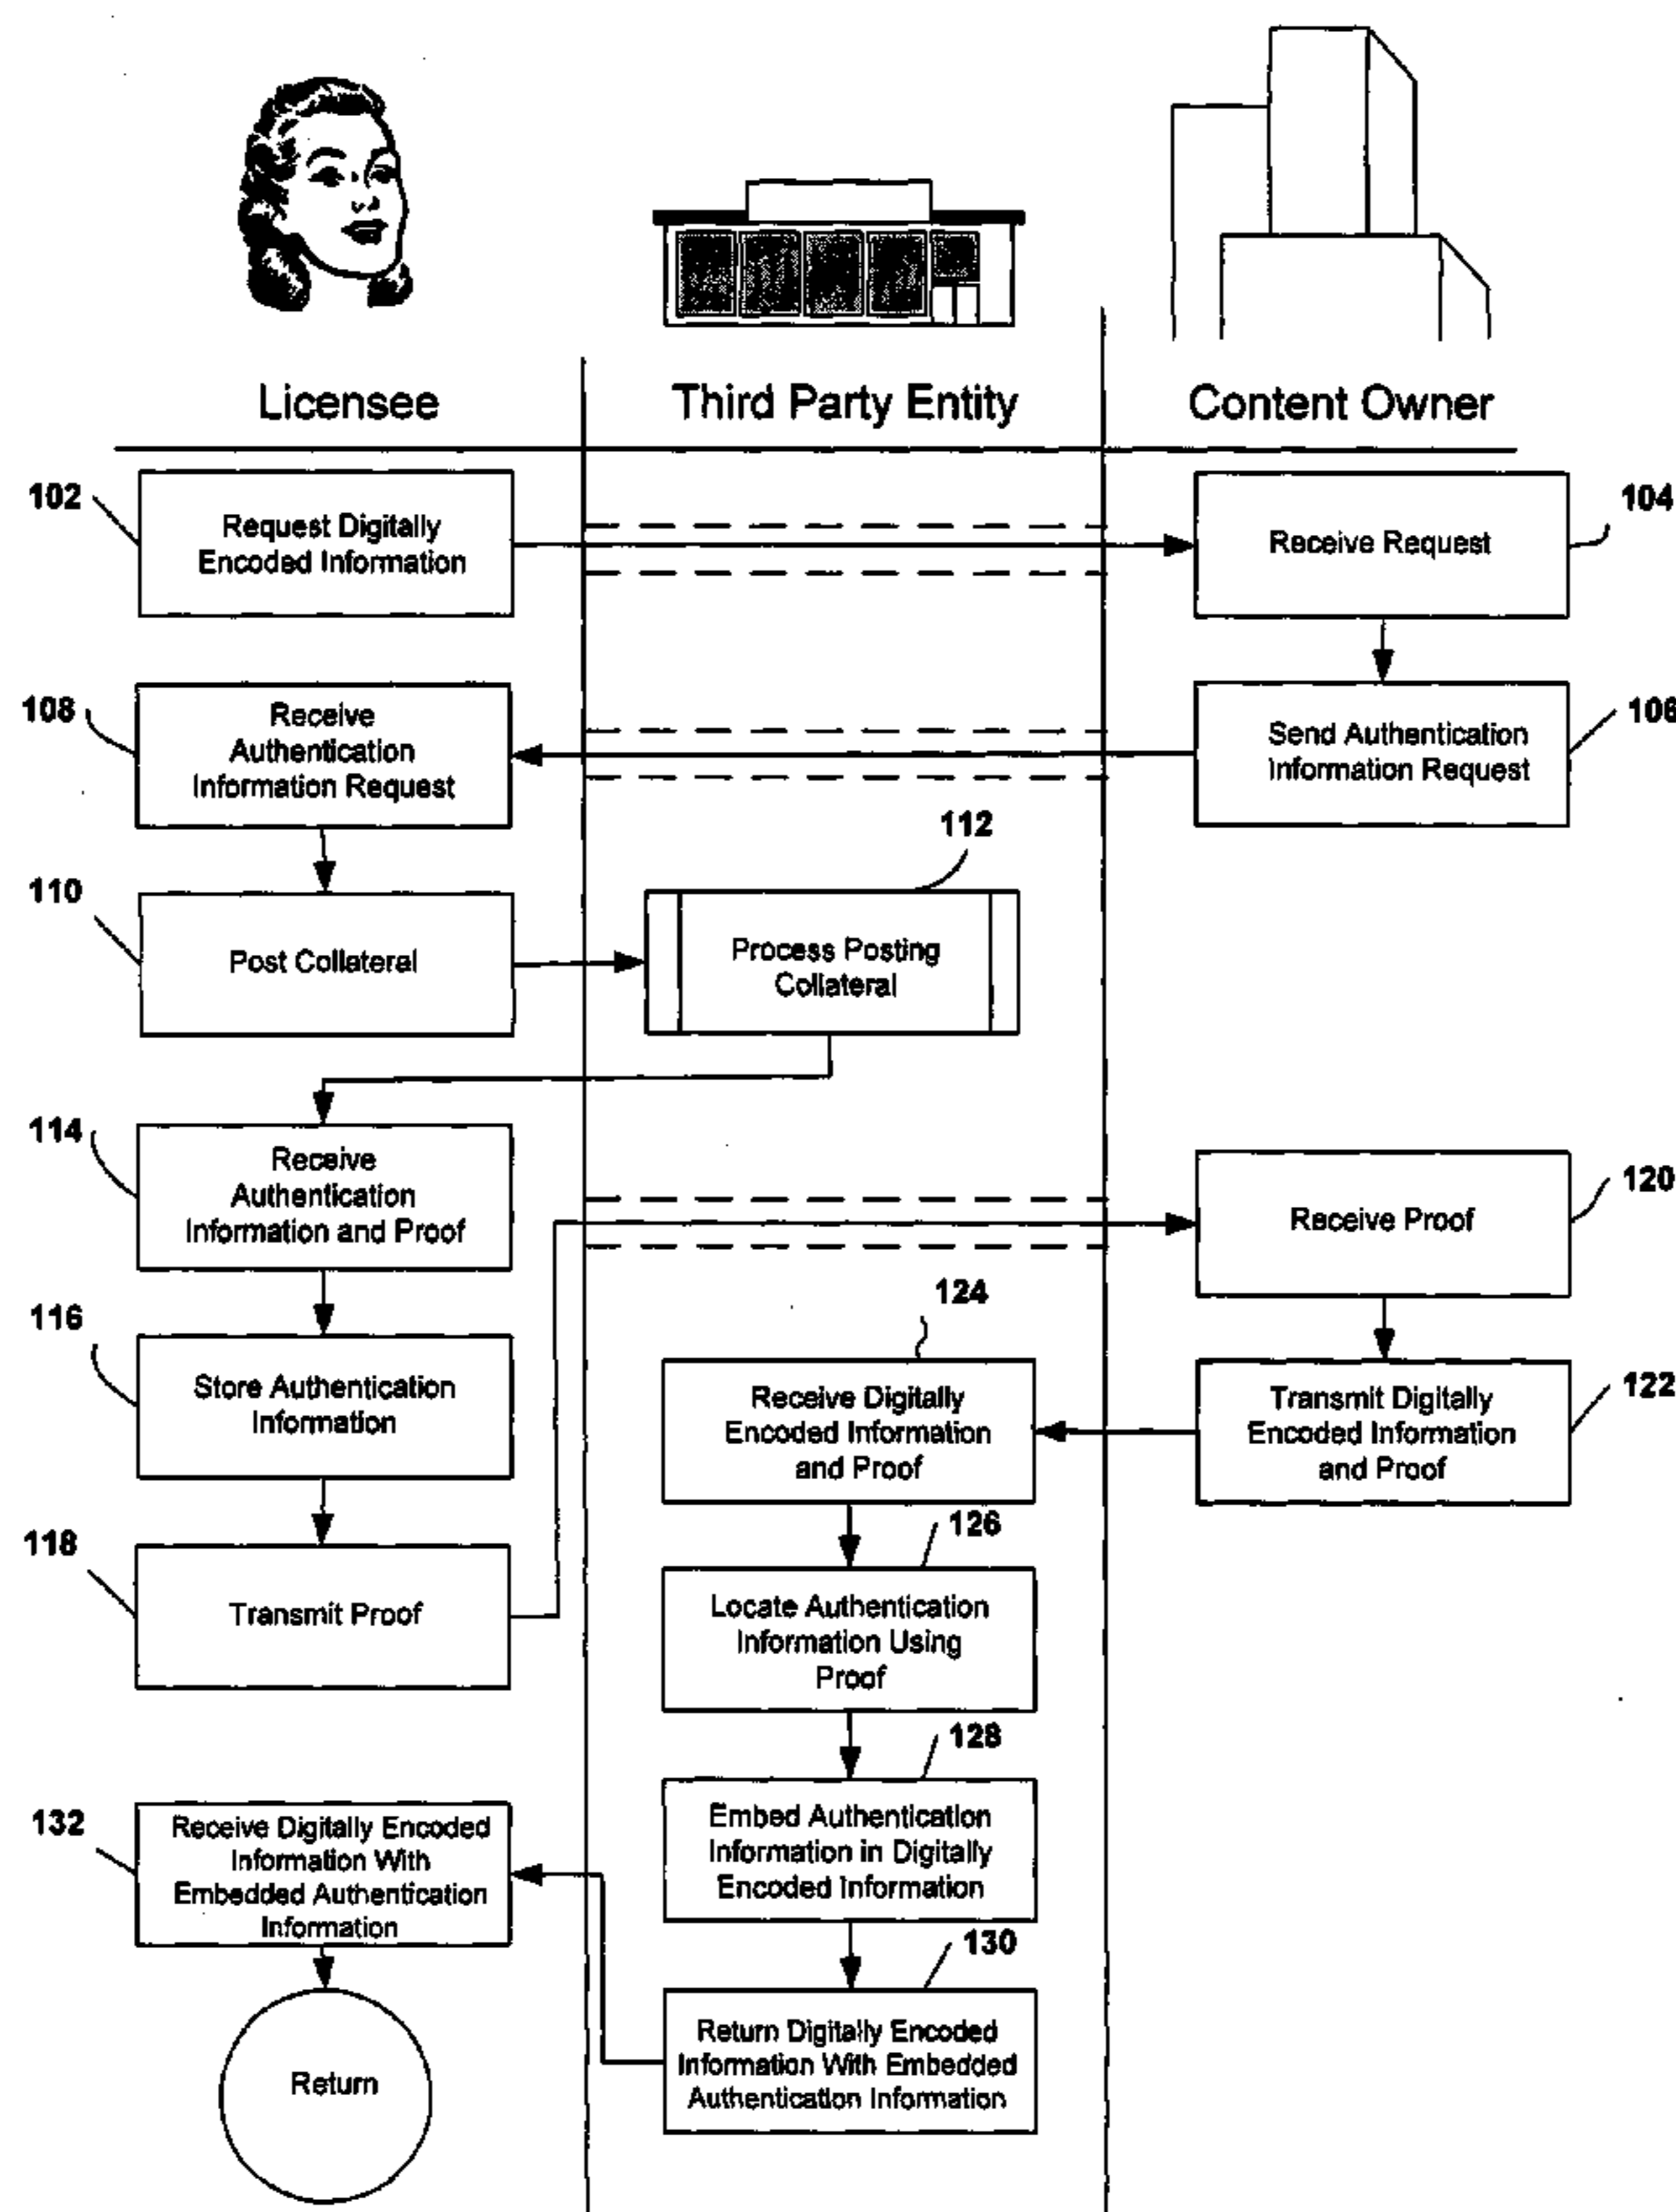 Licensee
Third Party Entity
Content Owner
102
Request Digitally
Encoded Information
Receive Request
104
108
Receive
Authentication
Information Request
Send Authentication
Information Request
106
110
Post Collateral
112
Process Posting
Collateral
114
Receive
Authentication
Information and Proof
Receive Proof
120
116
Store Authentication
Information
124
Receive Digitally
Encoded Information
and Proof
Transmit Digitally
Encoded Information
and Proof
122
118
Transmit Proof
126
Locate Authentication
Information Using
Proof
128
Embed Authentication
Information in Digitally
Encoded Information
132
Receive Digitally Encoded
Information With
Embedded Authentication
Information
130
Return Digitally Encoded
Information With Embedded
Authentication Information
Return